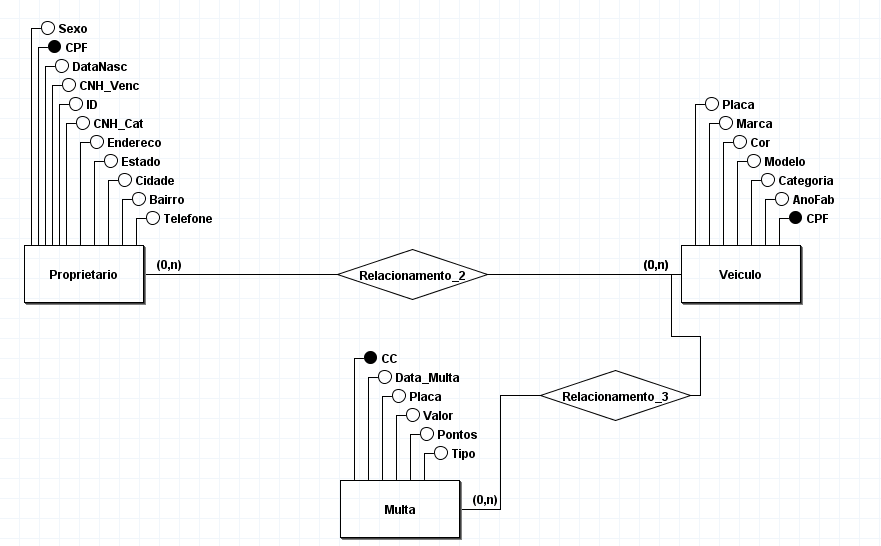 Sexo
CPF
DataNasc
CNH_Venc
ID
CNH_Cat
Endereco
Estado
Cidade
Bairro
Telefone
Proprietario
(0,n)
Relacionamento_2
(0,n)
Placa
Marca
Cor
Modelo
Categoria
AnoFab
CPF
Veiculo
Relacionamento_3
CC
Data_Multa
Placa
Valor
Pontos
Tipo
Multa
(0,n)